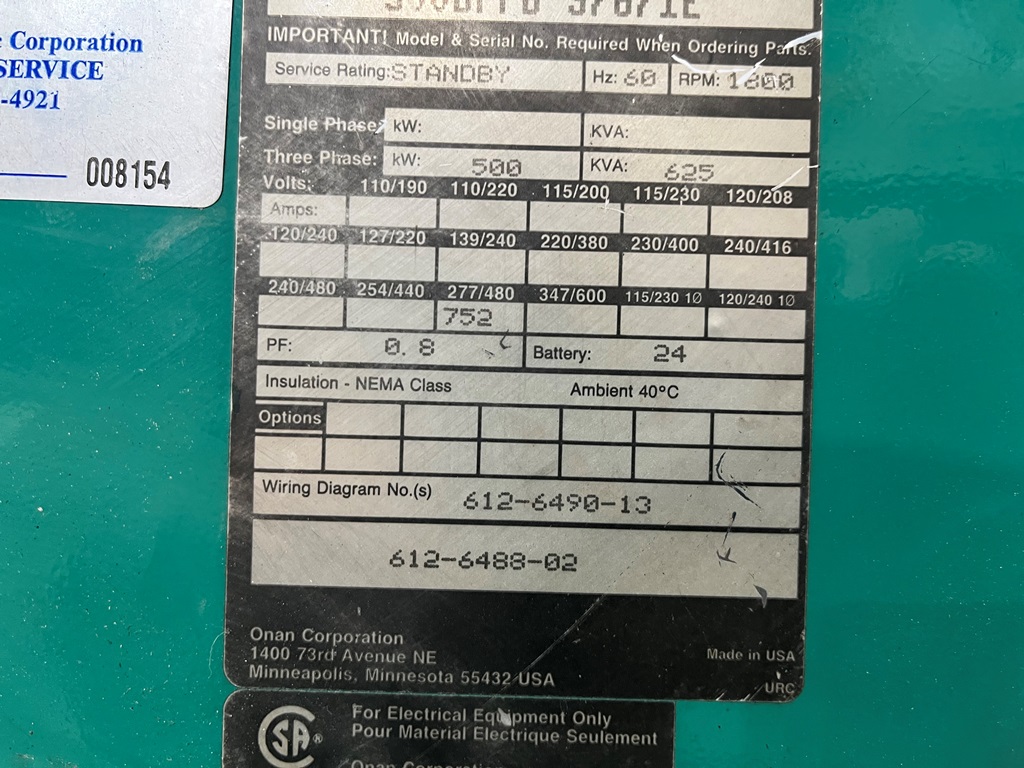 Corporation
SERVICE
-4921
008154
IMPORTANT! Model & Serial No. Required When Ordering Parts.
Service Rating: STANDBY Hz: 60 RPM: 1800
Single Phase: kW: KVA:
Three Phase: kW: 500 KVA: 625
Volts: 110/190 110/220 115/200 115/230 120/208
Amps:
120/240 127/220 139/240 220/380 230/400 240/416
240/480 254/440 277/480 347/600 115/230 1Ø 120/240 1Ø
752
PF: 0.8 Battery: 24
Insulation - NEMA Class Ambient 40°C
Options
Wiring Diagram No.(s) 612-6490-13
612-6488-02
Onan Corporation
1400 73rd Avenue NE
Minneapolis, Minnesota 55432 USA
Made in USA
URC
SA®
For Electrical Equipment Only
Pour Material Electrique Seulement
Onan Corporation